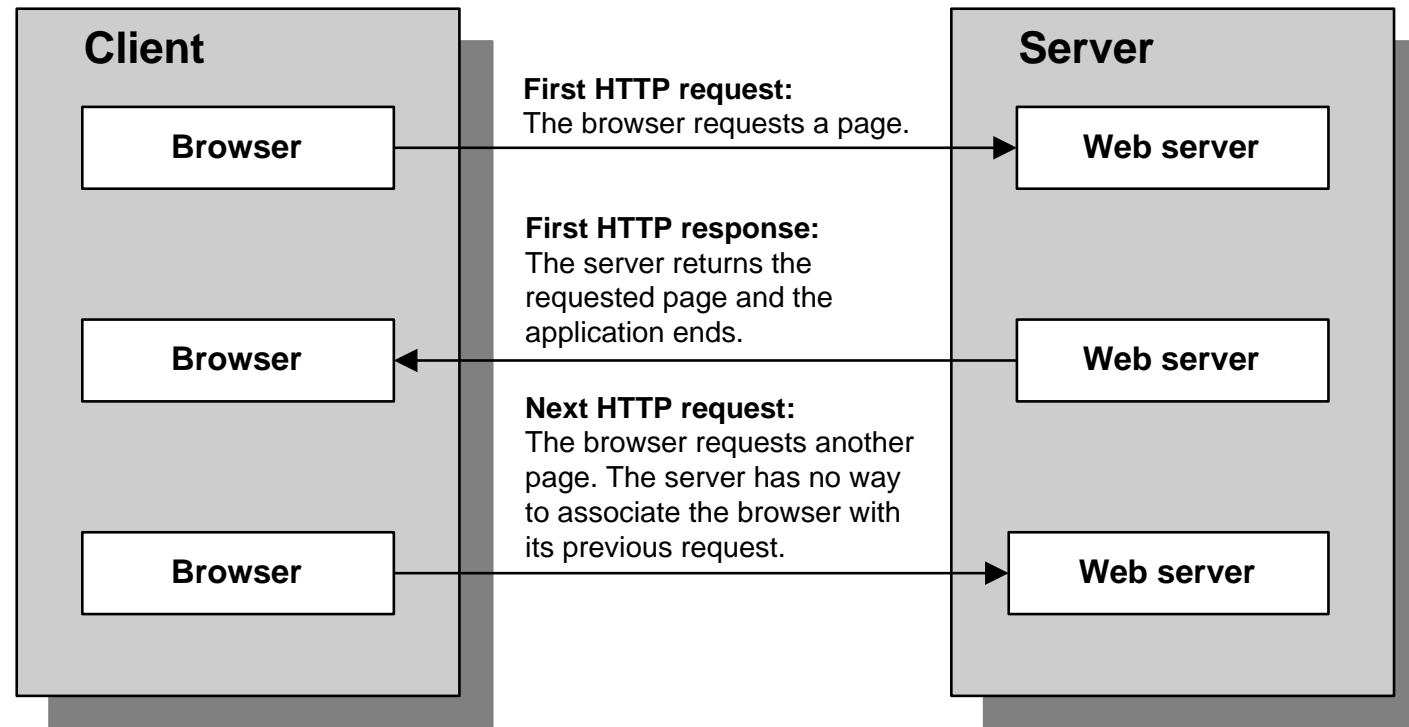 Client
Server
First HTTP request:
The browser requests a page.
Browser
Web server
First HTTP response:
The server returns the
requested page and the
application ends.
Browser
Web server
Next HTTP request:
The browser requests another
page. The server has no way
to associate the browser with
its previous request.
Browser
Web server